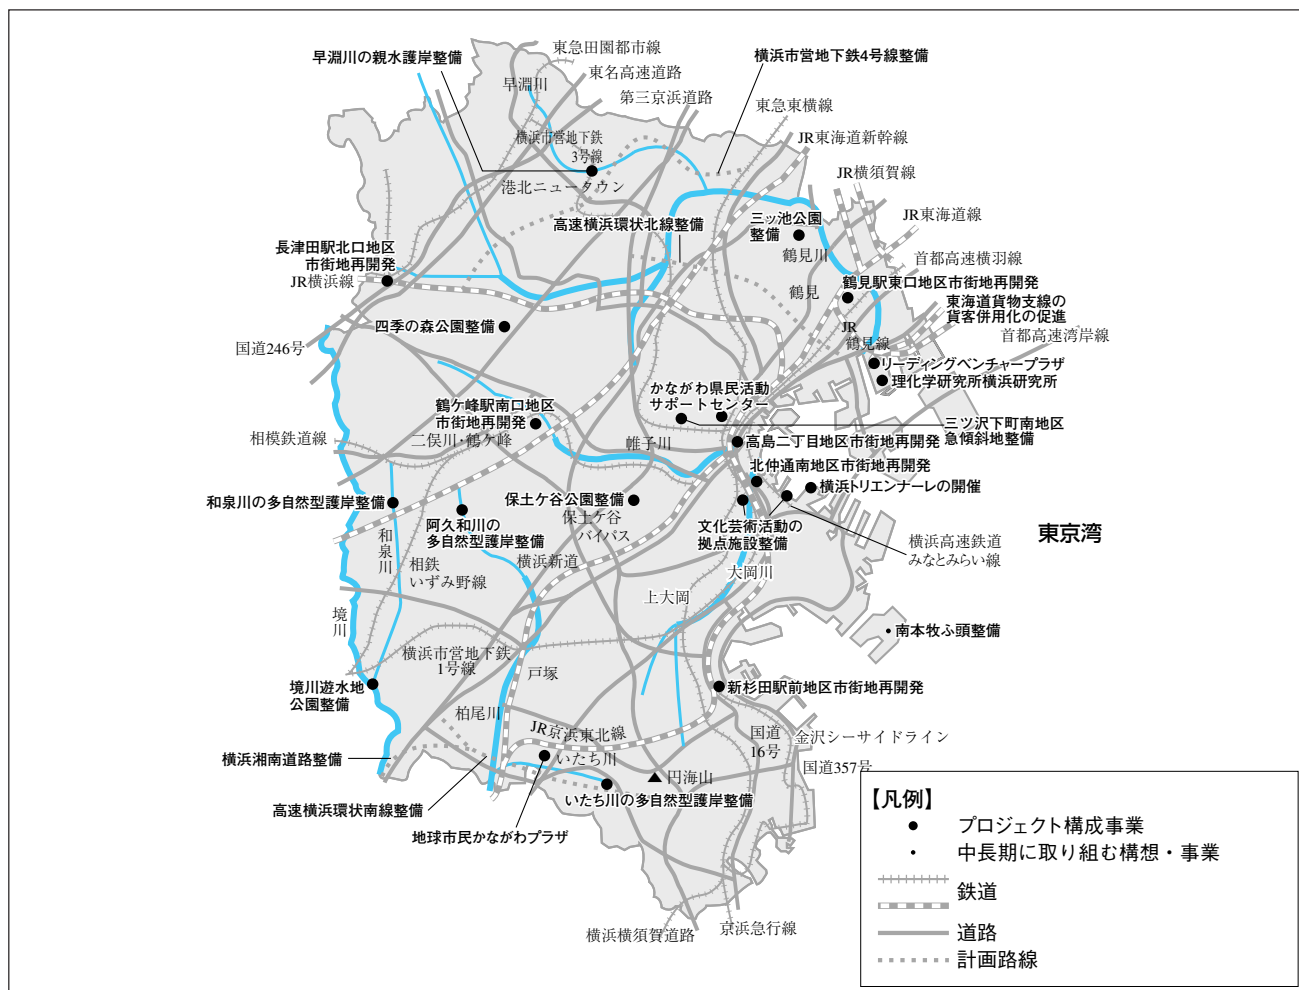 東急田園都市線
早淵川の親水護岸整備
横浜市営地下鉄4号線整備
東名高速道路
早淵川
第三京浜道路
東急東横線
横浜市営地下鉄
3号線
JR東海道新幹線
JR横須賀線
港北ニュータウン
JR東海道線
高速横浜環状北線整備
三ッ池公園
整備
鶴見川
長津田駅北口地区
市街地再開発
JR横浜線
首都高速横羽線
鶴見駅東口地区市街地再開発
鶴見
東海道貨物支線の
貨客併用化の促進
四季の森公園整備
JR
鶴見線
首都高速湾岸線
国道246号
リーディングベンチャープラザ
理化学研究所横浜研究所
かながわ県民活動
サポートセンター
鶴ケ峰駅南口地区
市街地再開発
三ツ沢下町南地区
急傾斜地整備
相模鉄道線
二俣川・鶴ケ峰
帷子川
高島二丁目地区市街地再開発
北仲通南地区市街地再開発
横浜トリエンナーレの開催
和泉川の多自然型護岸整備
保土ケ谷公園整備
保土ケ谷
バイパス
阿久和川の
多自然型護岸整備
文化芸術活動の
拠点施設整備
東京湾
横浜高速鉄道
みなとみらい線
和泉川
相鉄
いずみ野線
横浜新道
大岡川
上大岡
境川
南本牧ふ頭整備
横浜市営地下鉄
1号線
戸塚
境川遊水地
公園整備
新杉田駅前地区市街地再開発
柏尾川
JR京浜東北線
国道
16号
金沢シーサイドライン
横浜湘南道路整備
いたち川
円海山
国道357号
いたち川の多自然型護岸整備
高速横浜環状南線整備
地球市民かながわプラザ
横浜横須賀道路
京浜急行線
【凡例】
プロジェクト構成事業
中長期に取り組む構想・事業
鉄道
道路
計画路線